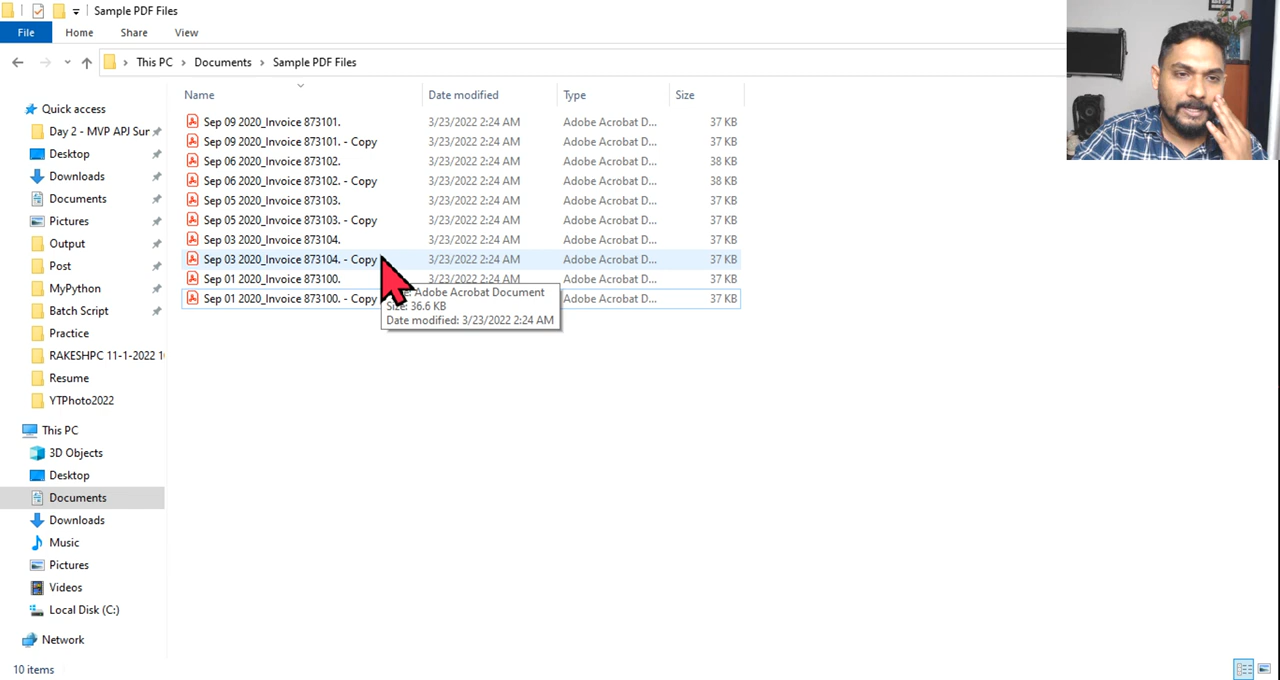 Sample PDF Files
File Home Share View
This PC > Documents > Sample PDF Files
Name Date modified Type Size
Quick access
Day 2 - MVP APJ Sur
Desktop
Downloads
Documents
Pictures
Output
Post
MyPython
Batch Script
Practice
RAKESHPC 11-1-2022 1
Resume
YTPhoto2022
This PC
3D Objects
Desktop
Documents
Downloads
Music
Pictures
Videos
Local Disk (C:)
Network
Sep 09 2020_Invoice 873101. 3/23/2022 2:24 AM Adobe Acrobat D... 37 KB
Sep 09 2020_Invoice 873101. - Copy 3/23/2022 2:24 AM Adobe Acrobat D... 37 KB
Sep 06 2020_Invoice 873102. 3/23/2022 2:24 AM Adobe Acrobat D... 38 KB
Sep 06 2020_Invoice 873102. - Copy 3/23/2022 2:24 AM Adobe Acrobat D... 38 KB
Sep 05 2020_Invoice 873103. 3/23/2022 2:24 AM Adobe Acrobat D... 37 KB
Sep 05 2020_Invoice 873103. - Copy 3/23/2022 2:24 AM Adobe Acrobat D... 37 KB
Sep 03 2020_Invoice 873104. 3/23/2022 2:24 AM Adobe Acrobat D... 37 KB
Sep 03 2020_Invoice 873104. - Copy 3/23/2022 2:24 AM Adobe Acrobat D... 37 KB
Sep 01 2020_Invoice 873100. 3/23/2022 2:24 AM Adobe Acrobat D... 37 KB
Sep 01 2020_Invoice 873100. - Copy Adobe Acrobat D... 37 KB
Adobe Acrobat Document
Size: 36.6 KB
Date modified: 3/23/2022 2:24 AM
10 items